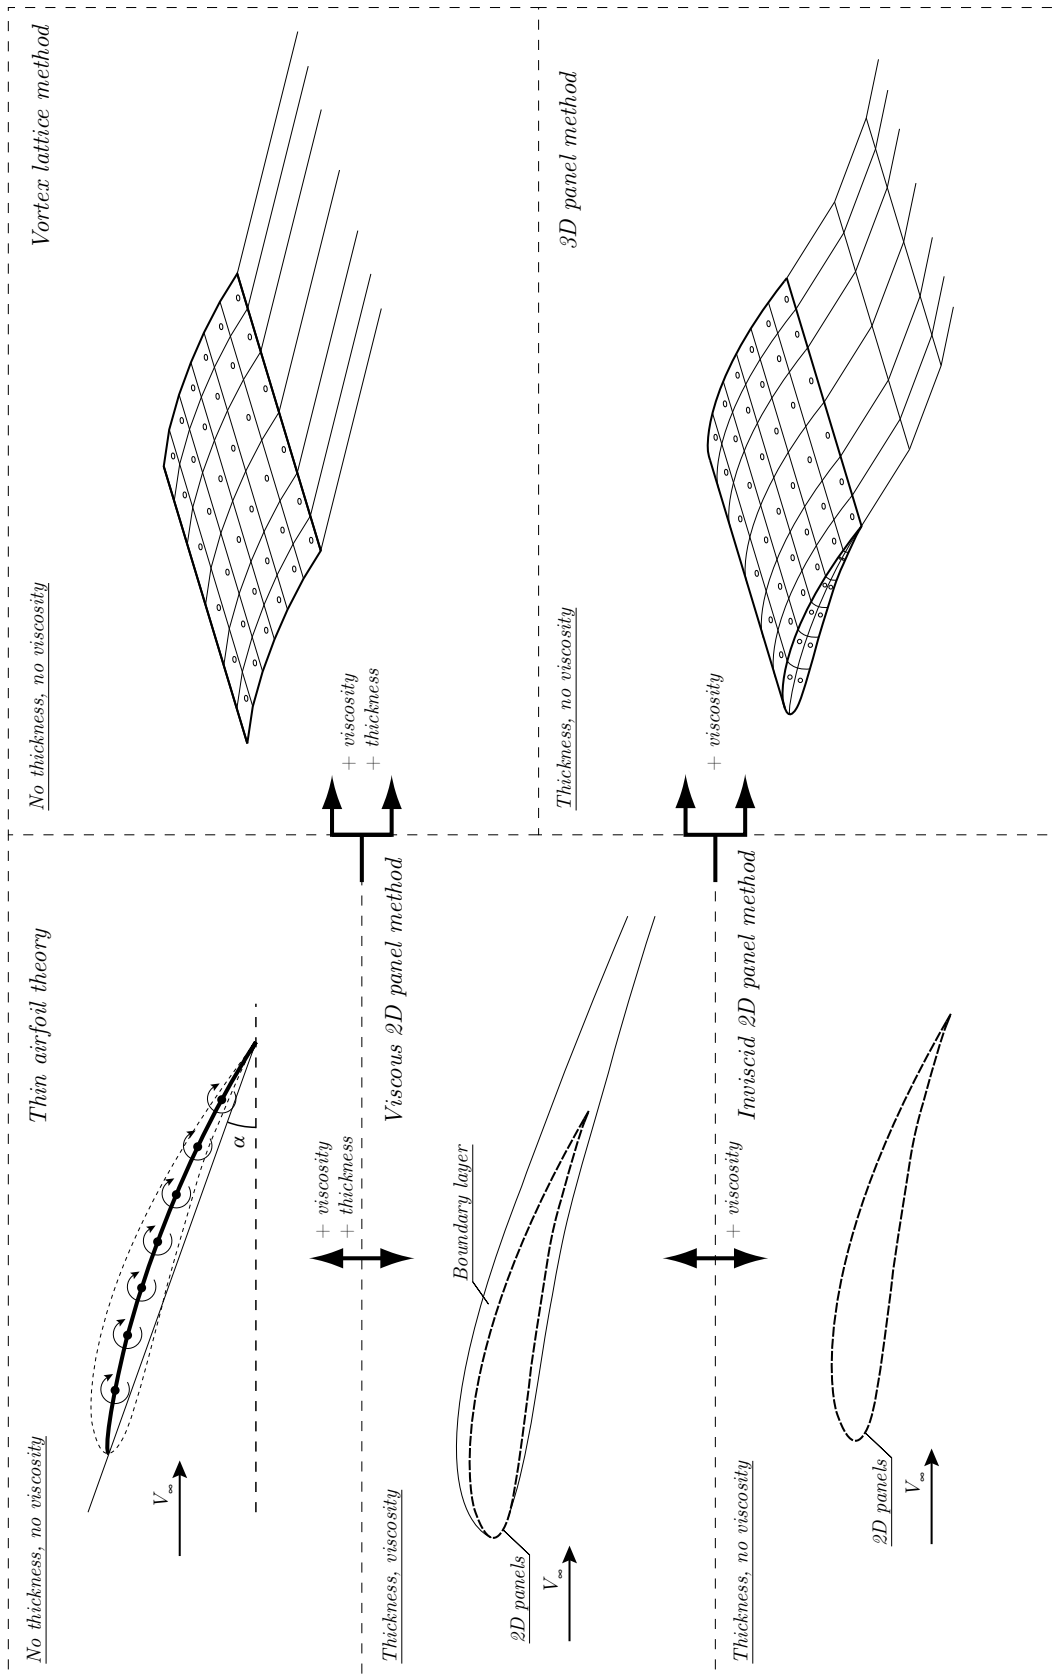 No thickness, no viscosity
Thin airfoil theory
V∞
α
+ viscosity
+ thickness
Thickness, viscosity
Viscous 2D panel method
Boundary layer
2D panels
V∞
+ viscosity
Thickness, no viscosity
Inviscid 2D panel method
2D panels
V∞
No thickness, no viscosity
Vortex lattice method
+ viscosity
+ thickness
Thickness, no viscosity
3D panel method
+ viscosity